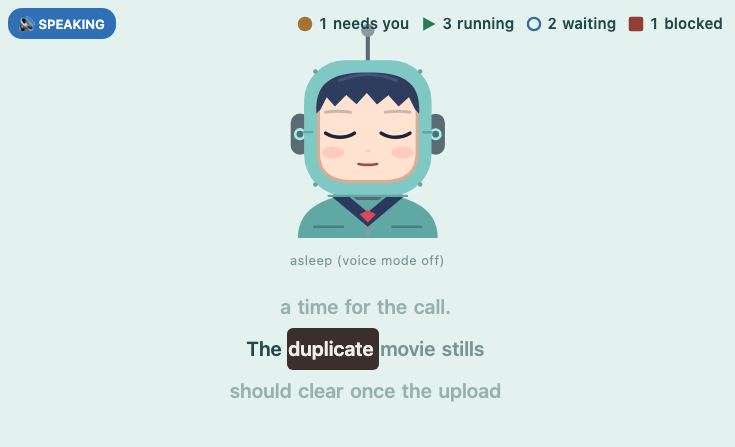 SPEAKING
1 needs you 3 running 2 waiting 1 blocked
asleep (voice mode off)
a time for the call.
The duplicate movie stills
should clear once the upload